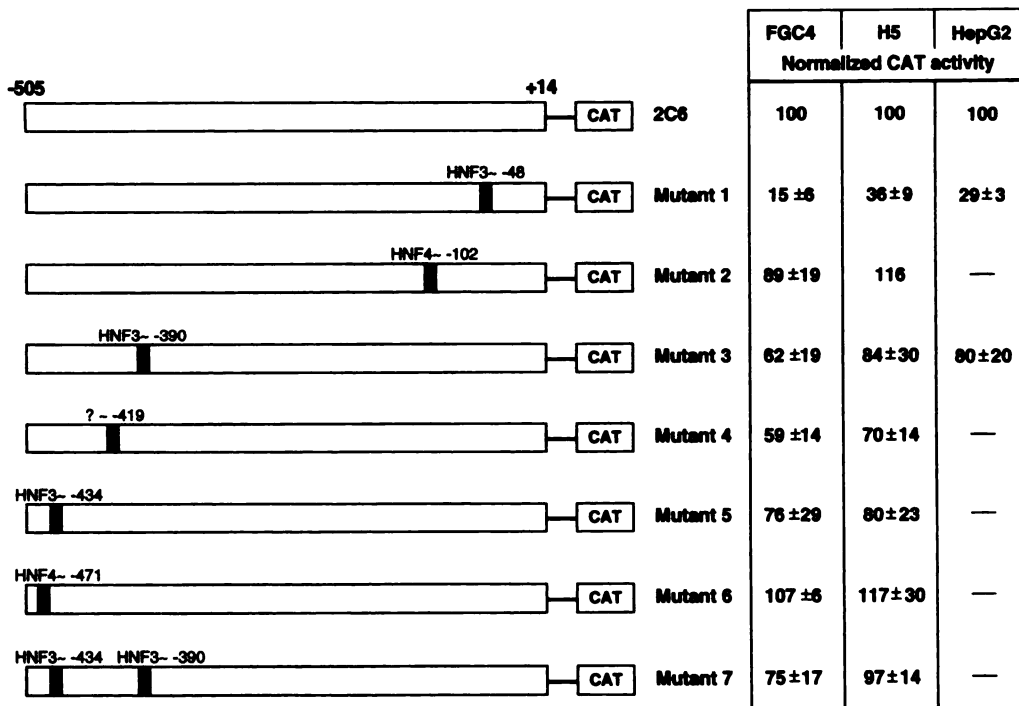 FGC4 H5 HepG2
Normalized CAT activity
-505 +14
CAT 2C6 100 100 100
HNF3~ -48
CAT Mutant 1 15 ±6 36±9 29±3
HNF4~ -102
CAT Mutant 2 89±19 116 —
HNF3~ -390
CAT Mutant 3 62 ±19 84±30 80±20
? ~ -419
CAT Mutant 4 59 ±14 70±14 —
HNF3~ -434
CAT Mutant 5 76 ±29 80±23 —
HNF4~ -471
CAT Mutant 6 107 ±6 117±30 —
HNF3~ -434 HNF3~ -390
CAT Mutant 7 75±17 97±14 —